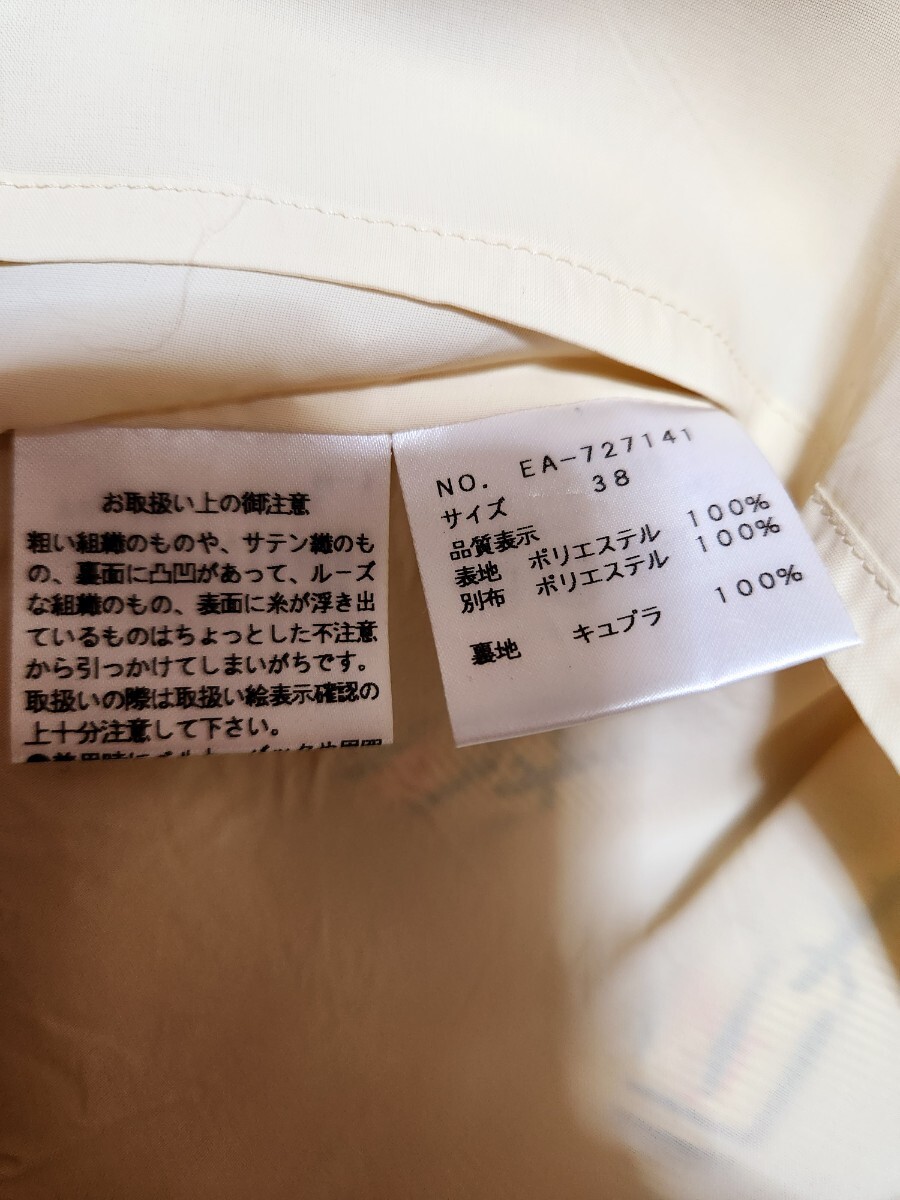 お取扱い上の御注意
粗い組織のものや、サテン織のも
の、裏面に凸凹があって、ルーズ
な組織のもの、表面に糸が浮き出
ているものはちょっとした不注意
から引っかけてしまいがちです。
取扱いの際は取扱い絵表示確認の
上十分注意して下さい。
NO. EA-727141
サイズ 38
品質表示
表地 ポリエステル 100%
別布 ポリエステル 100%
裏地 キュプラ 100%